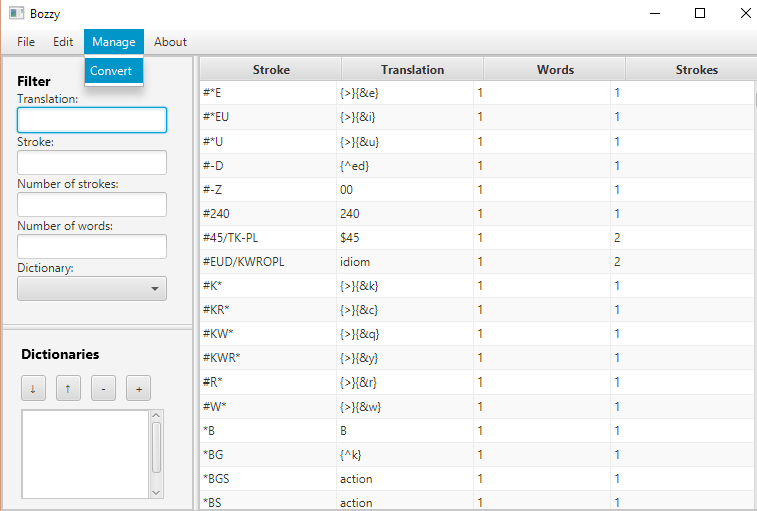 Bozzy
File Edit Manage About
Convert
Filter
Translation:
Stroke:
Number of strokes:
Number of words:
Dictionary:
Dictionaries
↓ ↑ - +
Stroke Translation Words Strokes
#*E {>}{&e} 1 1
#*EU {>}{&i} 1 1
#*U {>}{&u} 1 1
#-D {^ed} 1 1
#-Z 00 1 1
#240 240 1 1
#45/TK-PL $45 1 2
#EUD/KWROPL idiom 1 2
#K* {>}{&k} 1 1
#KR* {>}{&c} 1 1
#KW* {>}{&q} 1 1
#KWR* {>}{&y} 1 1
#R* {>}{&r} 1 1
#W* {>}{&w} 1 1
*B B 1 1
*BG {^k} 1 1
*BGS action 1 1
*BS action 1 1